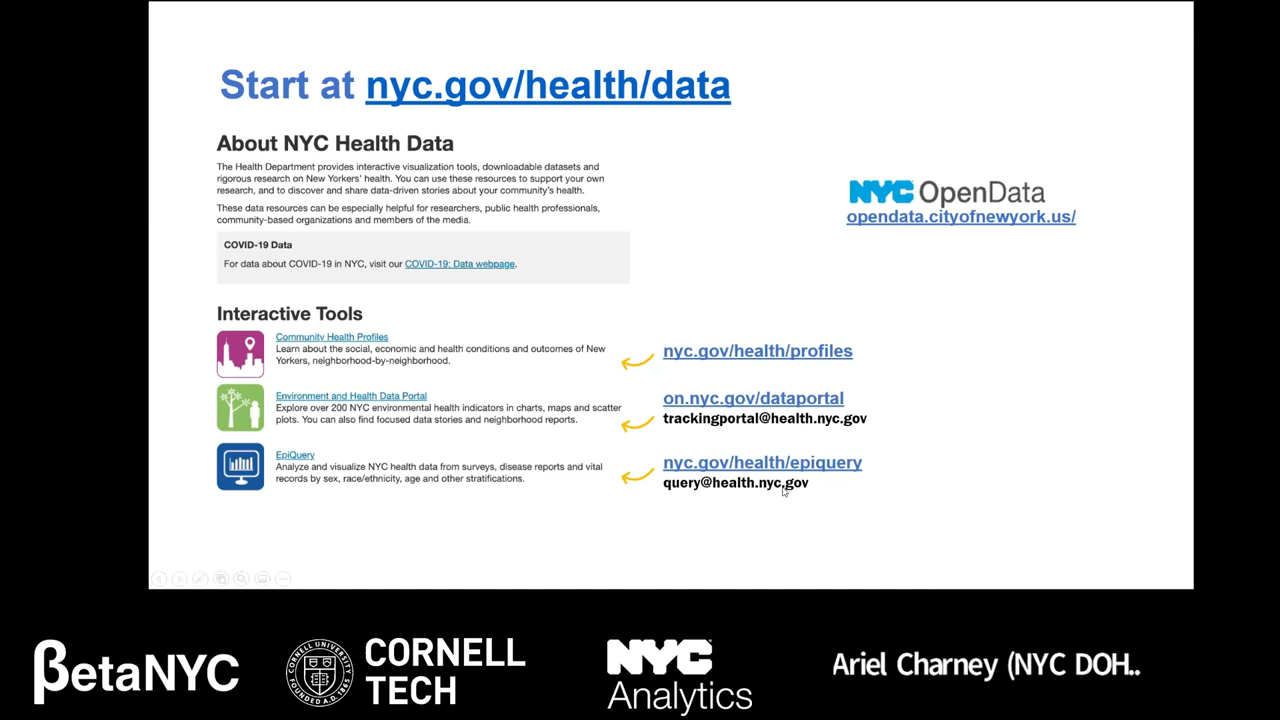 Start at nyc.gov/health/data
About NYC Health Data
The Health Department provides interactive visualization tools, downloadable datasets and
rigorous research on New Yorkers' health. You can use these resources to support your own
research, and to discover and share data-driven stories about your community's health.
These data resources can be especially helpful for researchers, public health professionals,
community-based organizations and members of the media.
COVID-19 Data
For data about COVID-19 in NYC, visit our COVID-19: Data webpage.
NYC OpenData
opendata.cityofnewyork.us/
Interactive Tools
Community Health Profiles
Learn about the social, economic and health conditions and outcomes of New
Yorkers, neighborhood-by-neighborhood.
nyc.gov/health/profiles
Environment and Health Data Portal
Explore over 200 NYC environmental health indicators in charts, maps and scatter
plots. You can also find focused data stories and neighborhood reports.
on.nyc.gov/dataportal
trackingportal@health.nyc.gov
EpiQuery
Analyze and visualize NYC health data from surveys, disease reports and vital
records by sex, race/ethnicity, age and other stratifications.
nyc.gov/health/epiquery
query@health.nyc.gov
βetaNYC
CORNELL UNIVERSITY
FOUNDED A.D. 1865
CORNELL
TECH
NYC
Analytics
Ariel Charney (NYC DOH..